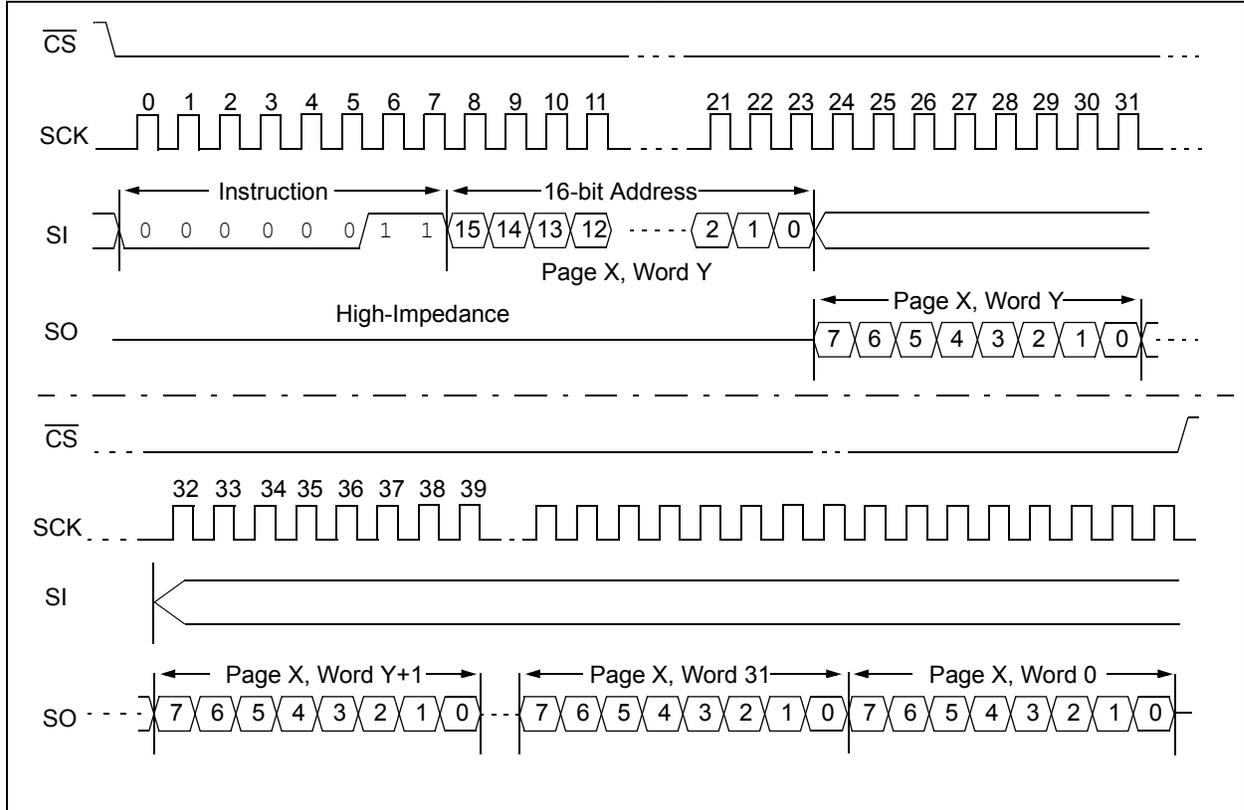 CS
0 1 2 3 4 5 6 7 8 9 10 11 21 22 23 24 25 26 27 28 29 30 31
SCK
Instruction 16-bit Address
SI 0 0 0 0 0 0 1 1 15 14 13 12 2 1 0
Page X, Word Y
High-Impedance Page X, Word Y
SO 7 6 5 4 3 2 1 0
CS
32 33 34 35 36 37 38 39
SCK
SI
Page X, Word Y+1 Page X, Word 31 Page X, Word 0
SO 7 6 5 4 3 2 1 0 7 6 5 4 3 2 1 0 7 6 5 4 3 2 1 0